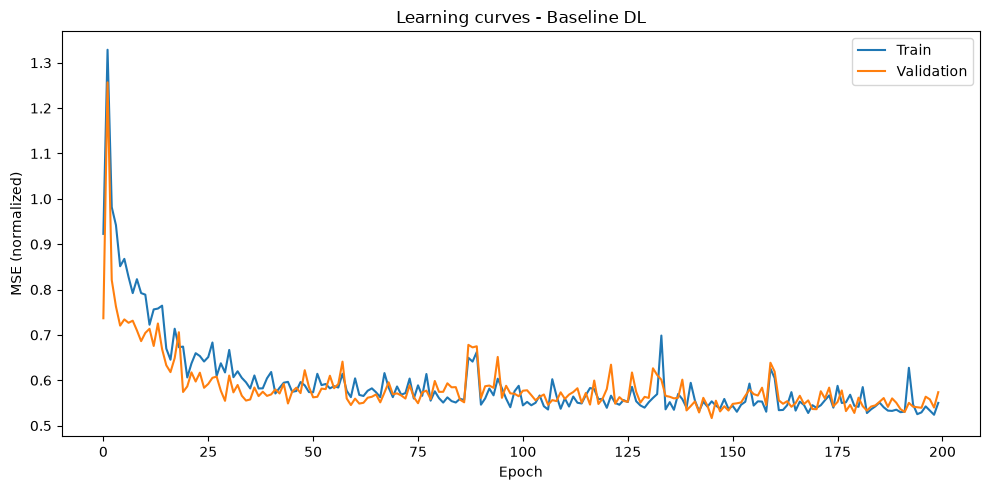 Learning curves - Baseline DL
Train
Validation
MSE (normalized)
1.3
1.2
1.1
1.0
0.9
0.8
0.7
0.6
0.5
0 25 50 75 100 125 150 175 200
Epoch